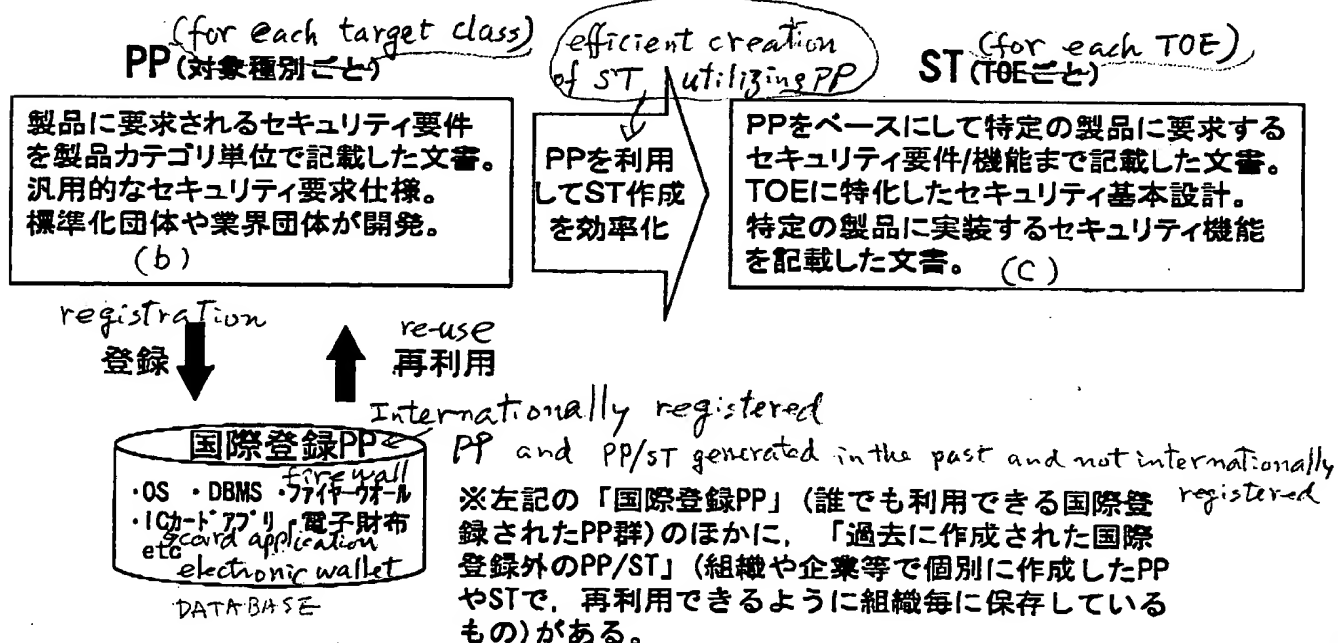 (for each target class)
PP(対象種別ごと)
(efficient creation
of ST utilizing PP)
(for each TOE)
ST(TOEごと)
製品に要求されるセキュリティ要件
を製品カテゴリ単位で記載した文書。
汎用的なセキュリティ要求仕様。
標準化団体や業界団体が開発。
(b)
PPを利用
してST作成
を効率化
PPをベースにして特定の製品に要求する
セキュリティ要件/機能まで記載した文書。
TOEに特化したセキュリティ基本設計。
特定の製品に実装するセキュリティ機能
を記載した文書。 (C)
registration
登録
re-use
再利用
Internationally registered
PP and PP/ST generated in the past and not internationally
registered
国際登録PP
fire wall
・OS ・DBMS ・ファイヤーウオール
・ICカードアプリ ・電子財布
etc
card application
electronic wallet
DATABASE
※左記の「国際登録PP」(誰でも利用できる国際登
録されたPP群)のほかに,「過去に作成された国際
登録外のPP/ST」(組織や企業等で個別に作成したPP
やSTで,再利用できるように組織毎に保存している
もの)がある。